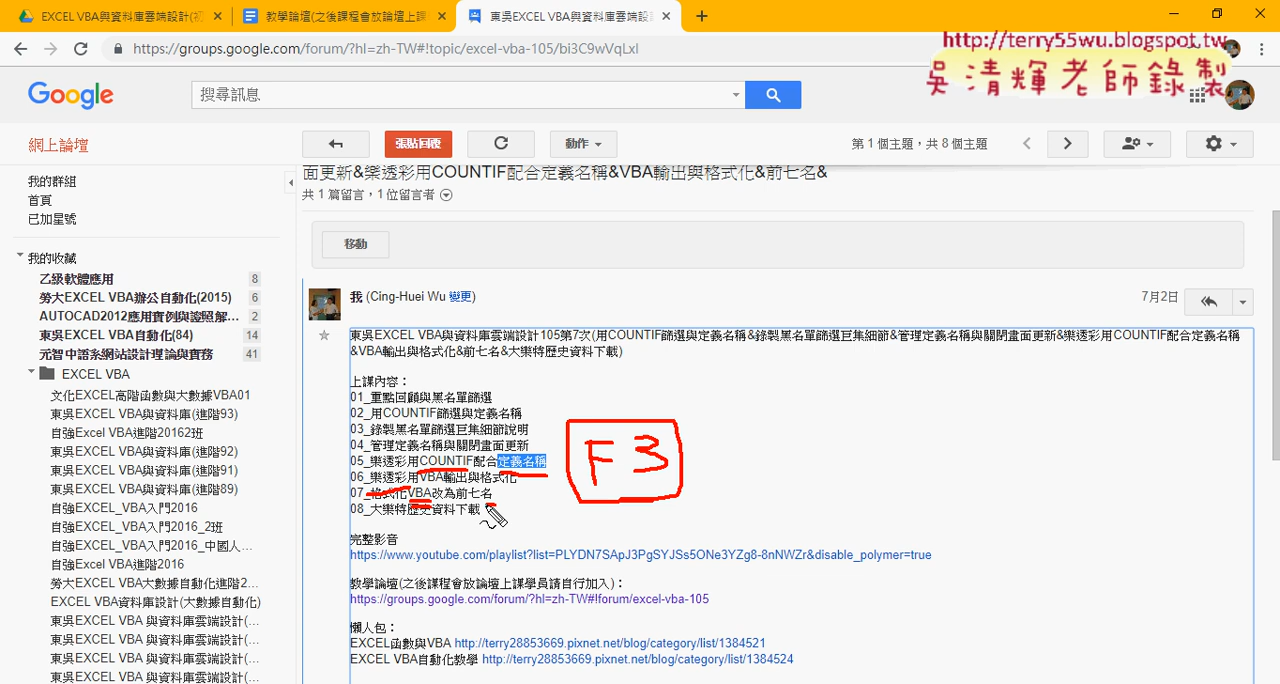 EXCEL VBA與資料庫雲端設計(初
教學論壇(之後課程會放論壇上課
東吳EXCEL VBA與資料庫雲端設計
https://groups.google.com/forum/?hl=zh-TW#!topic/excel-vba-105/bi3C9wVqLxI
http://terry55wu.blogspot.tw
吳清輝老師錄製
Google
搜尋訊息
網上論壇
張貼回覆
動作
第 1 個主題，共 8 個主題
面更新&樂透彩用COUNTIF配合定義名稱&VBA輸出與格式化&前七名&
共 1 篇留言，1 位留言者
我的群組
首頁
已加星號
移動
我的收藏
乙級軟體應用 8
勞大EXCEL VBA辦公自動化(2015) 6
AUTOCAD2012應用實例與證照解... 2
東吳EXCEL VBA自動化(84) 14
元智中語系網站設計理論與實務 41
EXCEL VBA
文化EXCEL高階函數與大數據VBA01
東吳EXCEL VBA與資料庫(進階93)
自強Excel VBA進階20162班
東吳EXCEL VBA與資料庫(進階92)
東吳EXCEL VBA與資料庫(進階91)
東吳EXCEL VBA與資料庫(進階89)
自強EXCEL_VBA入門2016
自強EXCEL_VBA入門2016_2班
自強EXCEL_VBA入門2016_中國人...
自強Excel VBA進階2016
勞大EXCEL VBA大數據自動化進階2...
EXCEL VBA資料庫設計(大數據自動化)
東吳EXCEL VBA 與資料庫雲端設計(...
東吳EXCEL VBA 與資料庫雲端設計(...
東吳EXCEL VBA 與資料庫雲端設計(...
東吳EXCEL VBA 與資料庫雲端設計(...
我 (Cing-Huei Wu 變更)
7月2日
東吳EXCEL VBA與資料庫雲端設計105第7次(用COUNTIF篩選與定義名稱&錄製黑名單篩選巨集細節&管理定義名稱與關閉畫面更新&樂透彩用COUNTIF配合定義名稱
&VBA輸出與格式化&前七名&大樂特歷史資料下載)
上課內容：
01_重點回顧與黑名單篩選
02_用COUNTIF篩選與定義名稱
03_錄製黑名單篩選巨集細節說明
04_管理定義名稱與關閉畫面更新
05_樂透彩用COUNTIF配合定義名稱
06_樂透彩用VBA輸出與格式化
07_格式化VBA改為前七名
08_大樂特歷史資料下載
F3
完整影音
https://www.youtube.com/playlist?list=PLYDN7SApJ3PgSYJSs5ONe3YZg8-8nNWZr&disable_polymer=true
教學論壇(之後課程會放論壇上課學員請自行加入)：
https://groups.google.com/forum/?hl=zh-TW#!forum/excel-vba-105
懶人包：
EXCEL函數與VBA http://terry28853669.pixnet.net/blog/category/list/1384521
EXCEL VBA自動化教學 http://terry28853669.pixnet.net/blog/category/list/1384524